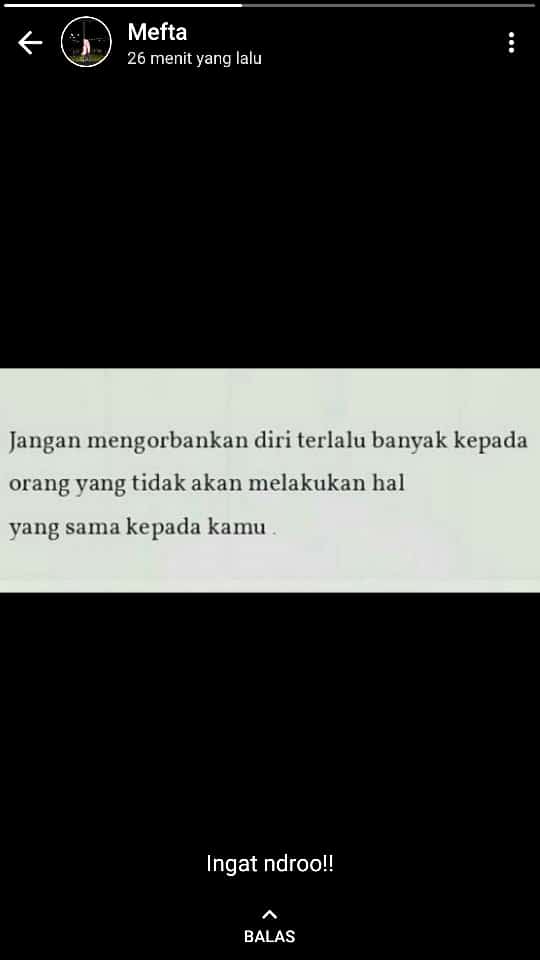 Mefta
26 menit yang lalu
Jangan mengorbankan diri terlalu banyak kepada
orang yang tidak akan melakukan hal
yang sama kepada kamu .
Ingat ndroo!!
BALAS